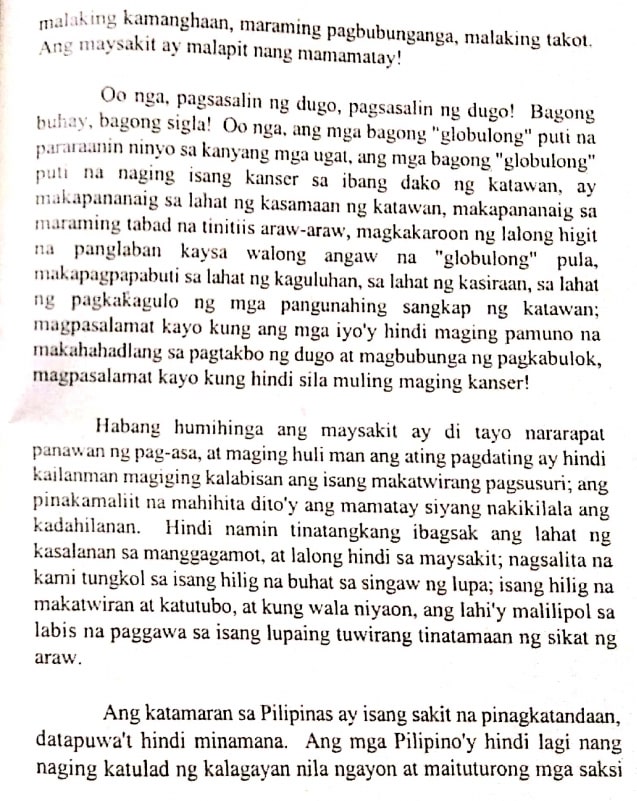 malaking kamanghaan, maraming pagbubunganga, malaking takot.
Ang maysakit ay malapit nang mamamatay!
Oo nga, pagsasalin ng dugo, pagsasalin ng dugo! Bagong
buhay, bagong sigla! Oo nga, ang mga bagong "globulong" puti na
pararaanin ninyo sa kanyang mga ugat, ang mga bagong "globulong"
puti na naging isang kanser sa ibang dako ng katawan, ay
makapananaig sa lahat ng kasamaan ng katawan, makapananaig sa
maraming tabad na tinitiis araw-araw, magkakaroon ng lalong higit
na panglaban kaysa walong angaw na "globulong" pula,
makapagpapabuti sa lahat ng kaguluhan, sa lahat ng kasiraan, sa lahat
ng pagkakagulo ng mga pangunahing sangkap ng katawan;
magpasalamat kayo kung ang mga iyo'y hindi maging pamuno na
makahahadlang sa pagtakbo ng dugo at magbubunga ng pagkabulok,
magpasalamat kayo kung hindi sila muling maging kanser!
Habang humihinga ang maysakit ay di tayo nararapat
panawan ng pag-asa, at maging huli man ang ating pagdating ay hindi
kailanman magiging kalabisan ang isang makatwirang pagsusuri; ang
pinakamaliit na mahihita dito'y ang mamatay siyang nakikilala ang
kadahilanan. Hindi namin tinatangkang ibagsak ang lahat ng
kasalanan sa manggagamot, at lalong hindi sa maysakit; nagsalita na
kami tungkol sa isang hilig na buhat sa singaw ng lupa; isang hilig na
makatwiran at katutubo, at kung wala niyaon, ang lahi'y malilipol sa
labis na paggawa sa isang lupaing tuwirang tinatamaan ng sikat ng
araw.
Ang katamaran sa Pilipinas ay isang sakit na pinagkatandaan,
datapuwa't hindi minamana. Ang mga Pilipino'y hindi lagi nang
naging katulad ng kalagayan nila ngayon at maituturong mga saksi